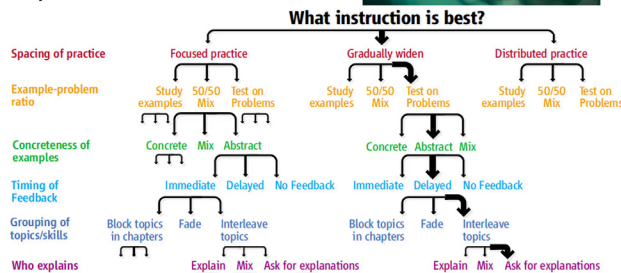 What instruction is best?
Spacing of practice Focused practice Gradually widen Distributed practice
Example-problem ratio Study examples 50/50 Mix Test on Problems Study examples 50/50 Mix Test on Problems Study examples 50/50 Mix Test on Problems
Concreteness of examples Concrete Mix Abstract Concrete Abstract Mix
Timing of Feedback Immediate Delayed No Feedback Immediate Delayed No Feedback
Grouping of topics/skills Block topics in chapters Fade Interleave topics Block topics in chapters Fade Interleave topics
Who explains Explain Mix Ask for explanations Explain Mix Ask for explanations